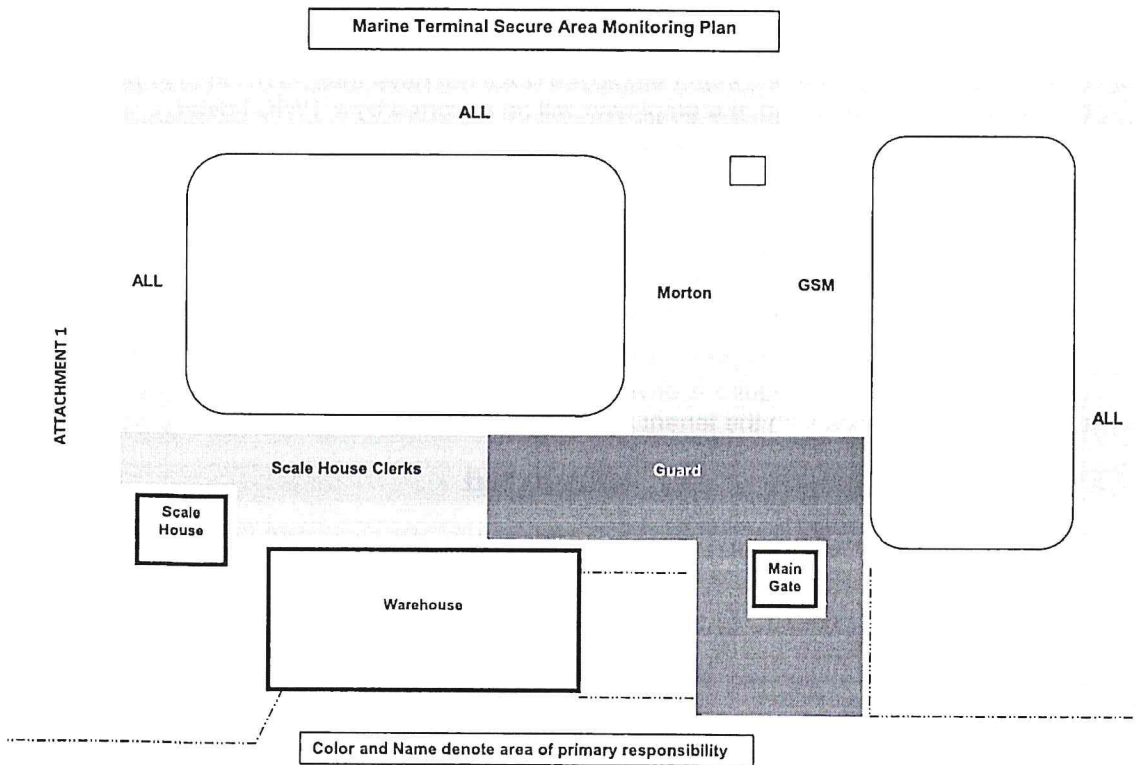 Marine Terminal Secure Area Monitoring Plan
ALL
ALL
Morton
GSM
ATTACHMENT 1
ALL
Scale House Clerks
Guard
Scale
House
Main
Gate
Warehouse
Color and Name denote area of primary responsibility